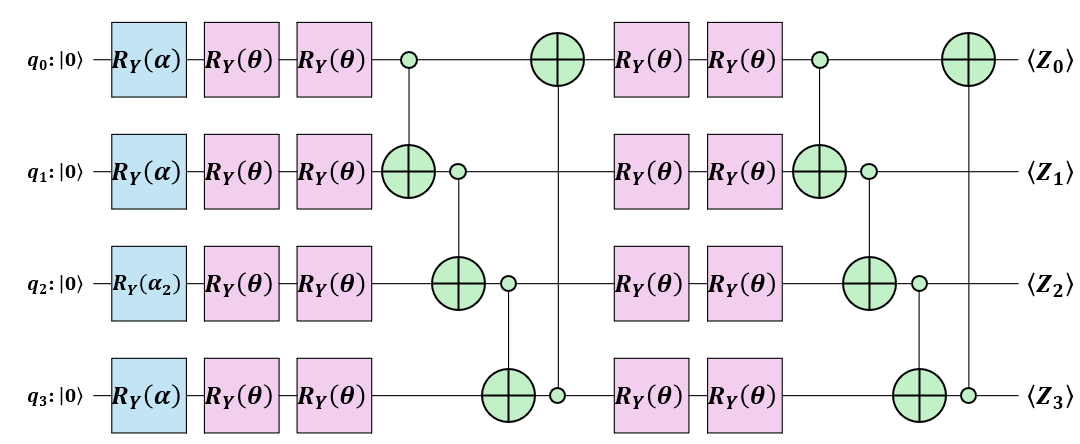 q₀: |0⟩ R_Y(α) R_Y(θ) R_Y(θ) R_Y(θ) R_Y(θ) ⟨Z₀⟩
q₁: |0⟩ R_Y(α) R_Y(θ) R_Y(θ) R_Y(θ) R_Y(θ) ⟨Z₁⟩
q₂: |0⟩ R_Y(α₂) R_Y(θ) R_Y(θ) R_Y(θ) R_Y(θ) ⟨Z₂⟩
q₃: |0⟩ R_Y(α) R_Y(θ) R_Y(θ) R_Y(θ) R_Y(θ) ⟨Z₃⟩